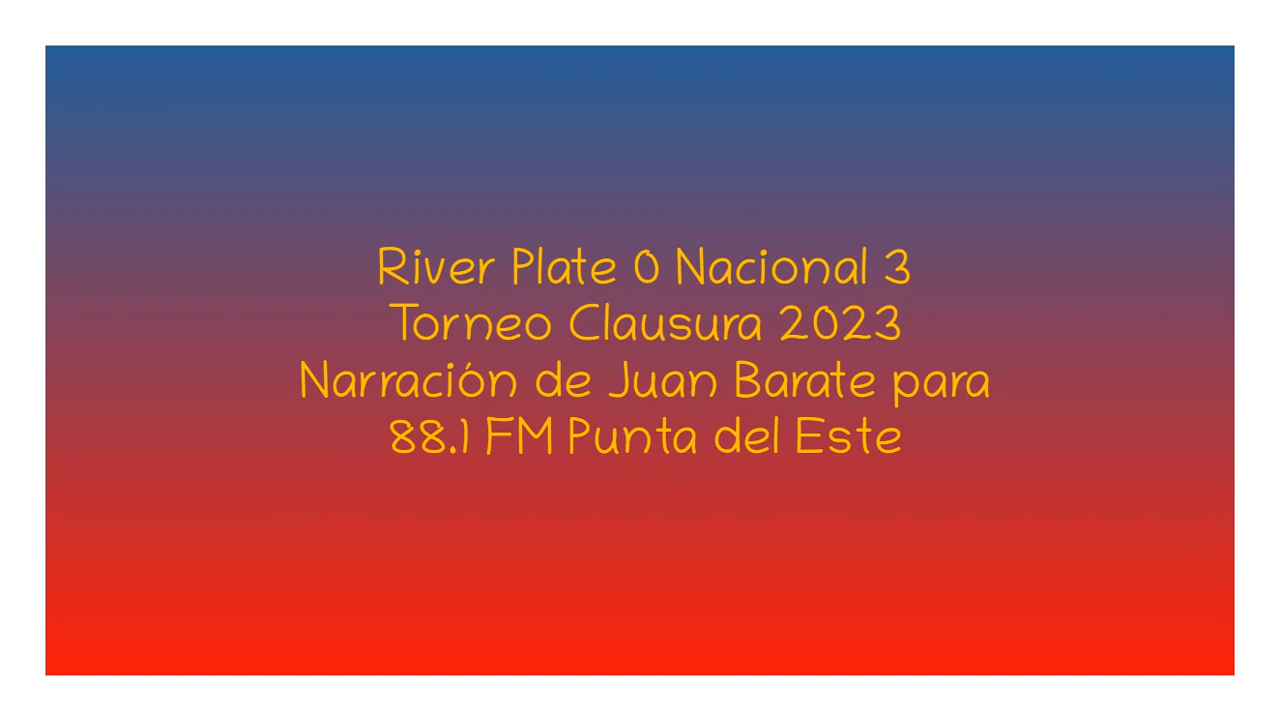 River Plate 0 Nacional 3
Torneo Clausura 2023
Narración de Juan Barate para
88.1 FM Punta del Este